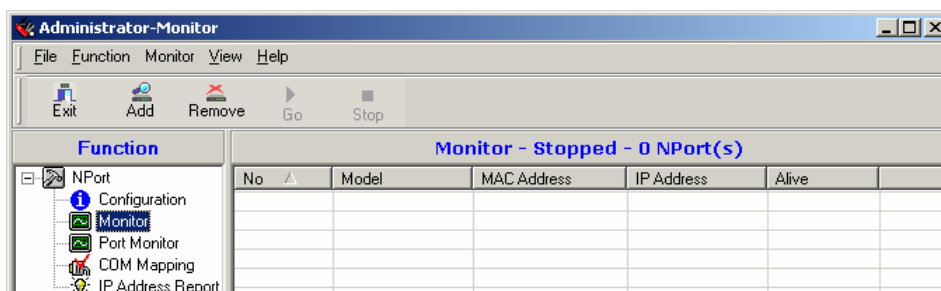 Administrator-Monitor
File Function Monitor View Help
Exit Add Remove Go Stop
Function
Monitor - Stopped - 0 NPort(s)
NPort
Configuration
Monitor
Port Monitor
COM Mapping
IP Address Report
No Model MAC Address IP Address Alive